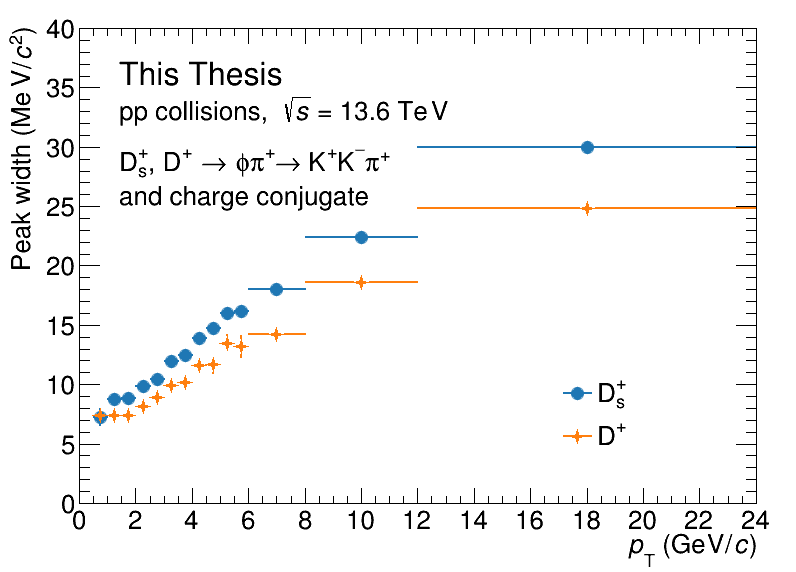 40
This Thesis
35
pp collisions, √s = 13.6 TeV
30
D_s^+, D^+ → ϕπ^+→ K^+K^−π^+
and charge conjugate
25
20
15
10
5
0
Peak width (MeV/c^2)
D_s^+
D^+
0 2 4 6 8 10 12 14 16 18 20 22 24
p_T (GeV/c)